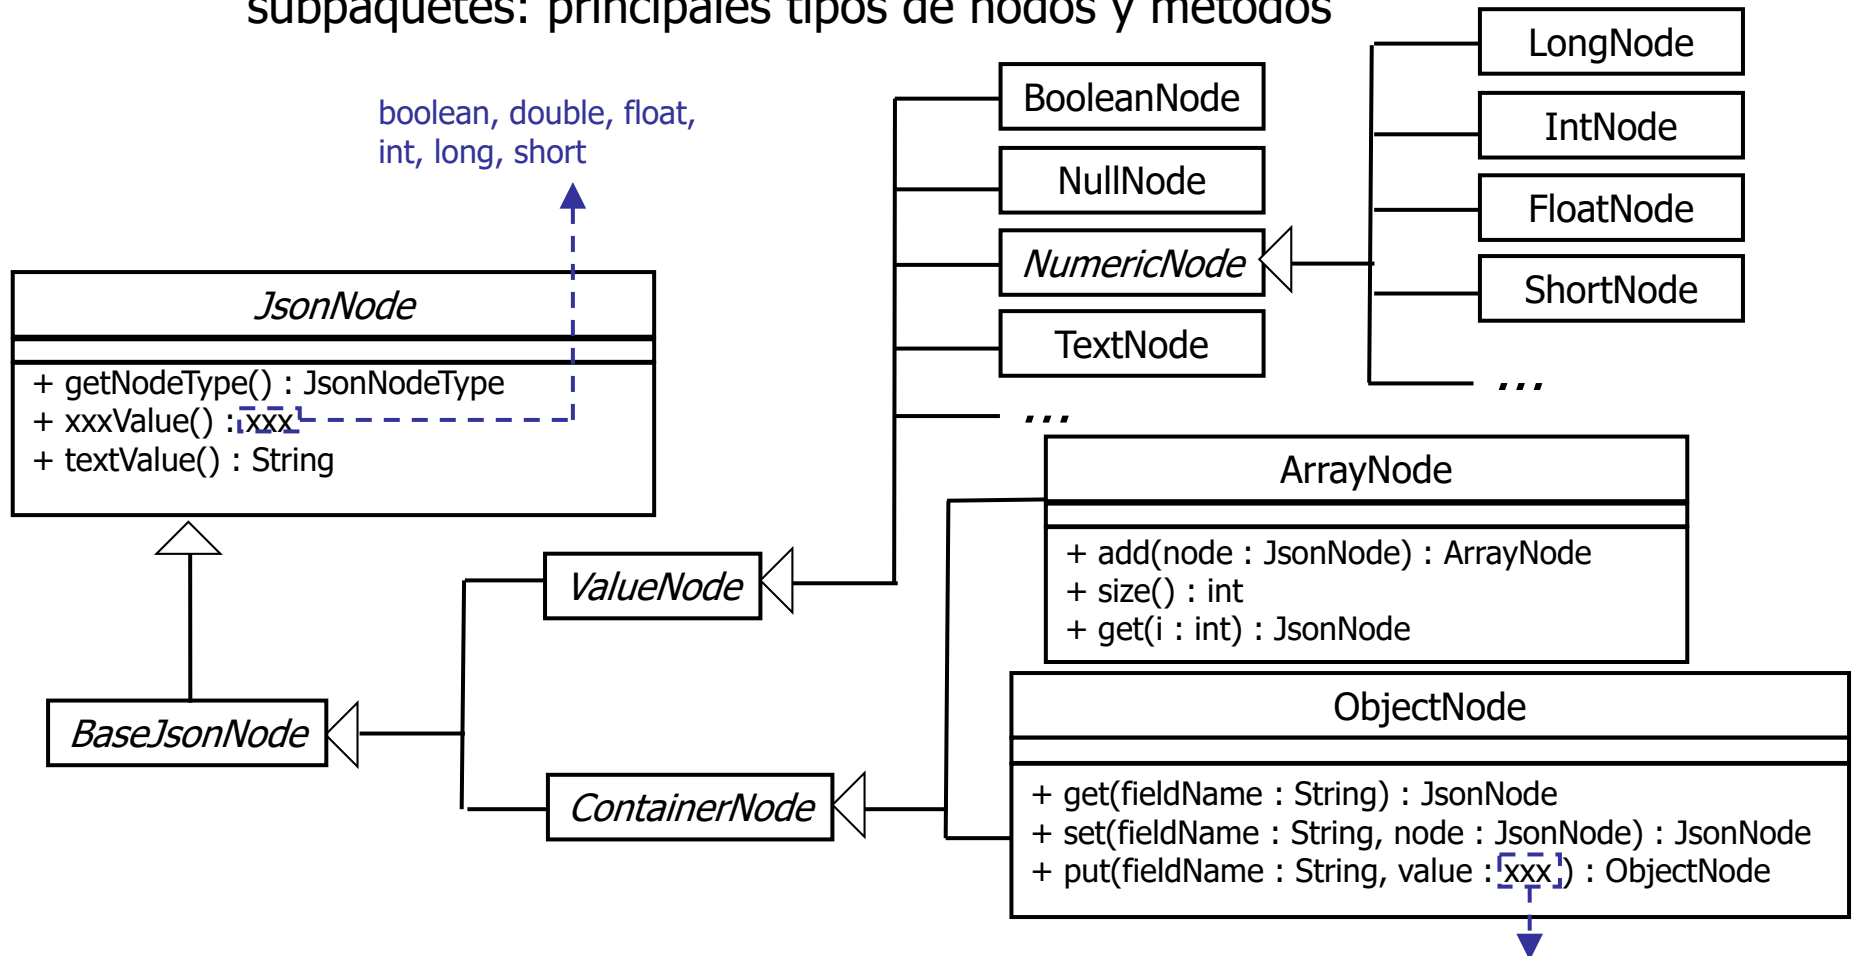 subpaquetes: principales tipos de nodos y métodos
boolean, double, float,
int, long, short
JsonNode
+ getNodeType() : JsonNodeType
+ xxxValue() : xxx
+ textValue() : String
BaseJsonNode
ValueNode
ContainerNode
BooleanNode
NullNode
NumericNode
TextNode
...
LongNode
IntNode
FloatNode
ShortNode
...
ArrayNode
+ add(node : JsonNode) : ArrayNode
+ size() : int
+ get(i : int) : JsonNode
ObjectNode
+ get(fieldName : String) : JsonNode
+ set(fieldName : String, node : JsonNode) : JsonNode
+ put(fieldName : String, value : xxx ) : ObjectNode